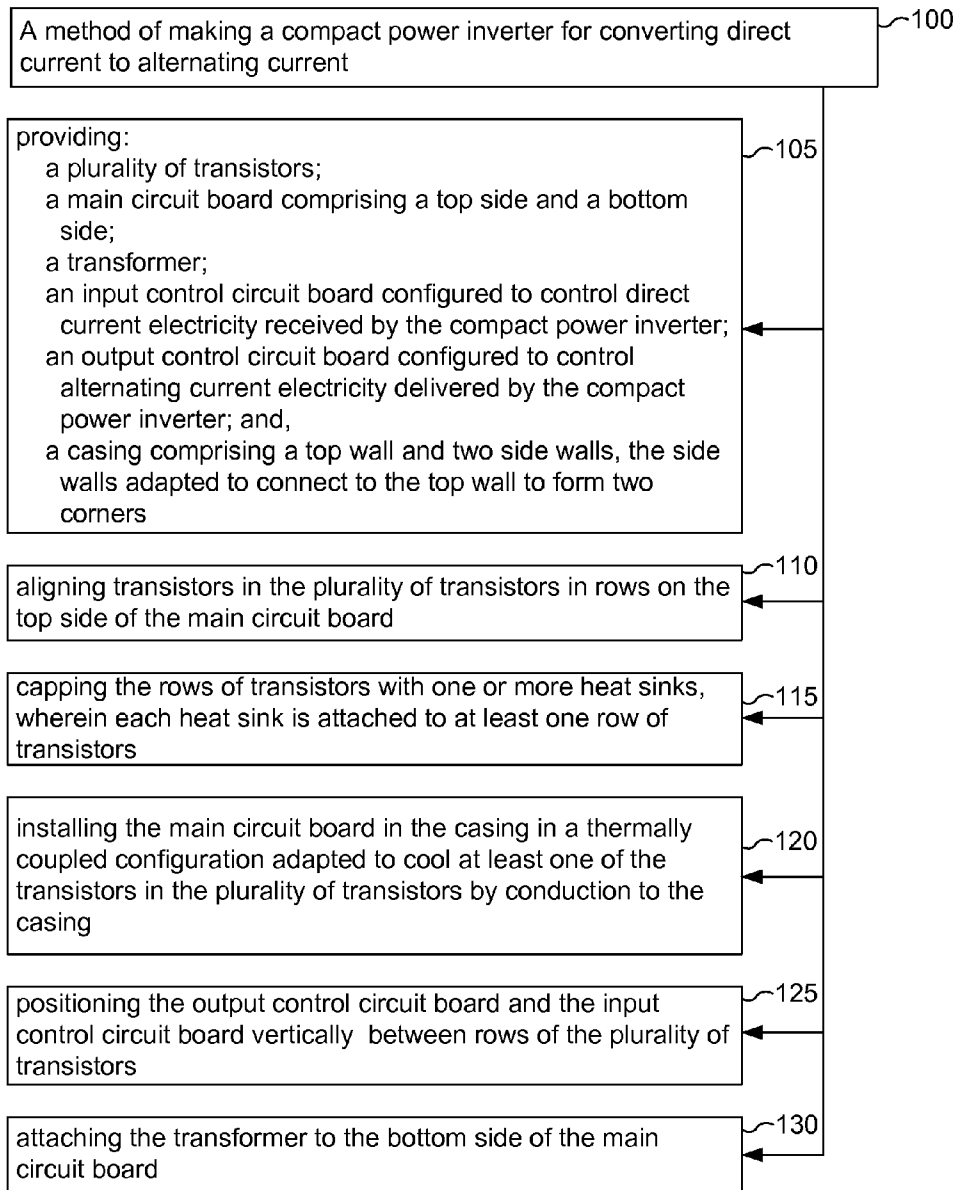 A method of making a compact power inverter for converting direct
current to alternating current
100
providing:
a plurality of transistors;
a main circuit board comprising a top side and a bottom
side;
a transformer;
an input control circuit board configured to control direct
current electricity received by the compact power inverter;
an output control circuit board configured to control
alternating current electricity delivered by the compact
power inverter; and,
a casing comprising a top wall and two side walls, the side
walls adapted to connect to the top wall to form two
corners
105
aligning transistors in the plurality of transistors in rows on the
top side of the main circuit board
110
capping the rows of transistors with one or more heat sinks,
wherein each heat sink is attached to at least one row of
transistors
115
installing the main circuit board in the casing in a thermally
coupled configuration adapted to cool at least one of the
transistors in the plurality of transistors by conduction to the
casing
120
positioning the output control circuit board and the input
control circuit board vertically between rows of the plurality of
transistors
125
attaching the transformer to the bottom side of the main
circuit board
130